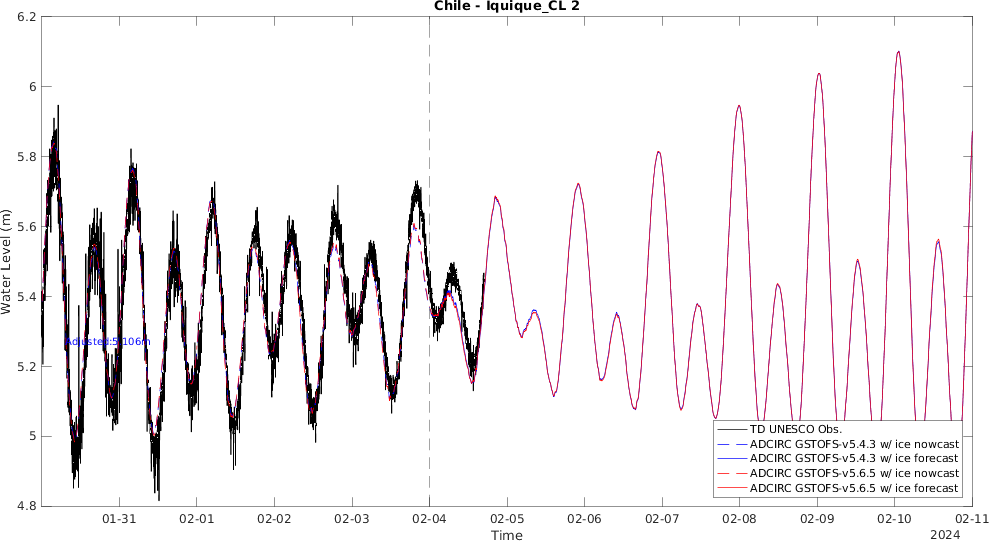 Chile - Iquique_CL 2
6.2
6
5.8
5.6
5.4
5.2
5
4.8
Water Level (m)
Adjusted:5.106m
TD UNESCO Obs.
ADCIRC GSTOFS-v5.4.3 w/ ice nowcast
ADCIRC GSTOFS-v5.4.3 w/ ice forecast
ADCIRC GSTOFS-v5.6.5 w/ ice nowcast
ADCIRC GSTOFS-v5.6.5 w/ ice forecast
01-31 02-01 02-02 02-03 02-04 02-05 02-06 02-07 02-08 02-09 02-10 02-11
Time
2024